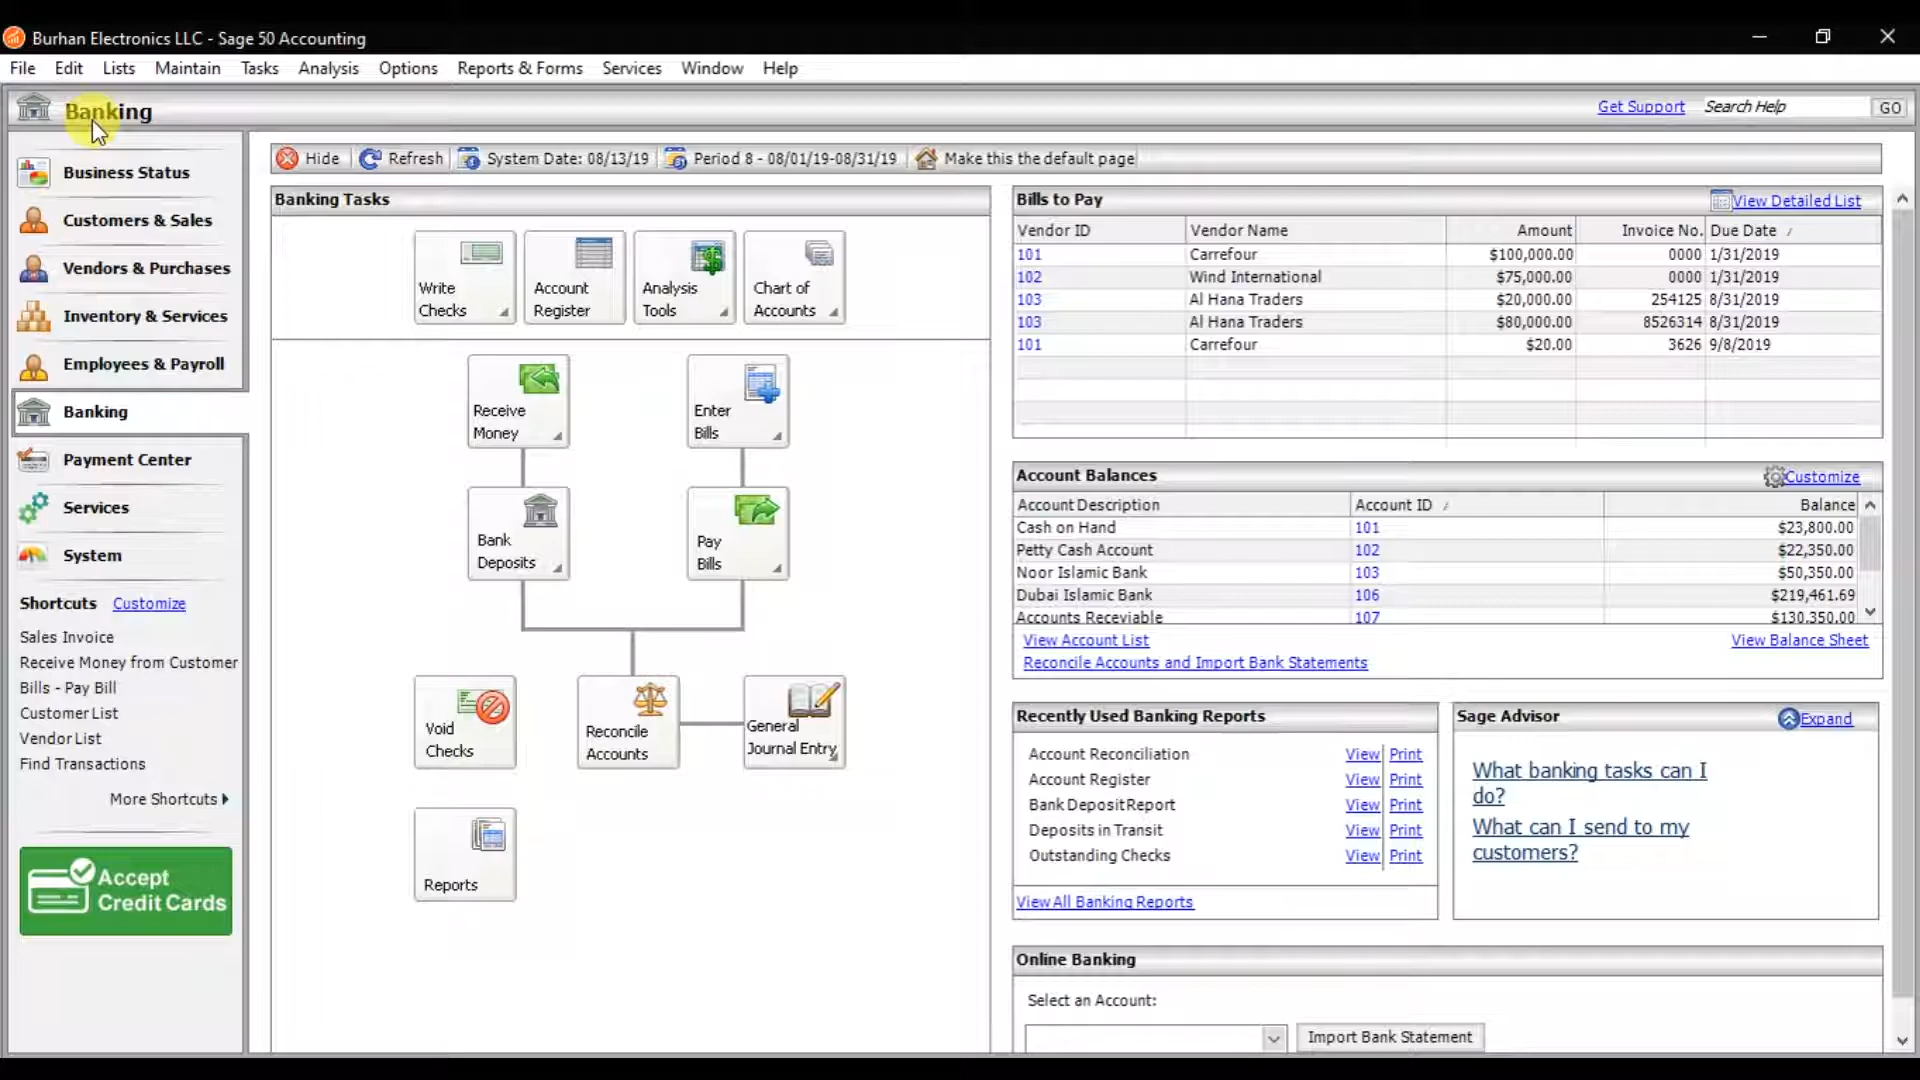 Burhan Electronics LLC - Sage 50 Accounting
File Edit Lists Maintain Tasks Analysis Options Reports & Forms Services Window Help
Banking
Get Support Search Help GO
Business Status
Customers & Sales
Vendors & Purchases
Inventory & Services
Employees & Payroll
Banking
Payment Center
Services
System
Shortcuts Customize
Sales Invoice
Receive Money from Customer
Bills - Pay Bill
Customer List
Vendor List
Find Transactions
More Shortcuts
Accept
Credit Cards
Hide Refresh System Date: 08/13/19 Period 8 - 08/01/19-08/31/19 Make this the default page
Banking Tasks
Write
Checks
Account
Register
Analysis
Tools
Chart of
Accounts
Receive
Money
Enter
Bills
Bank
Deposits
Pay
Bills
Void
Checks
Reconcile
Accounts
General
Journal Entry
Reports
Bills to Pay View Detailed List
Vendor ID Vendor Name Amount Invoice No. Due Date
101 Carrefour $100,000.00 0000 1/31/2019
102 Wind International $75,000.00 0000 1/31/2019
103 Al Hana Traders $20,000.00 254125 8/31/2019
103 Al Hana Traders $80,000.00 8526314 8/31/2019
101 Carrefour $20.00 3626 9/8/2019
Account Balances Customize
Account Description Account ID Balance
Cash on Hand 101 $23,800.00
Petty Cash Account 102 $22,350.00
Noor Islamic Bank 103 $50,350.00
Dubai Islamic Bank 106 $219,461.69
Accounts Receviable 107 $130,350.00
View Account List View Balance Sheet
Reconcile Accounts and Import Bank Statements
Recently Used Banking Reports
Account Reconciliation View Print
Account Register View Print
Bank Deposit Report View Print
Deposits in Transit View Print
Outstanding Checks View Print
View All Banking Reports
Sage Advisor Expand
What banking tasks can I
do?
What can I send to my
customers?
Online Banking
Select an Account:
Import Bank Statement